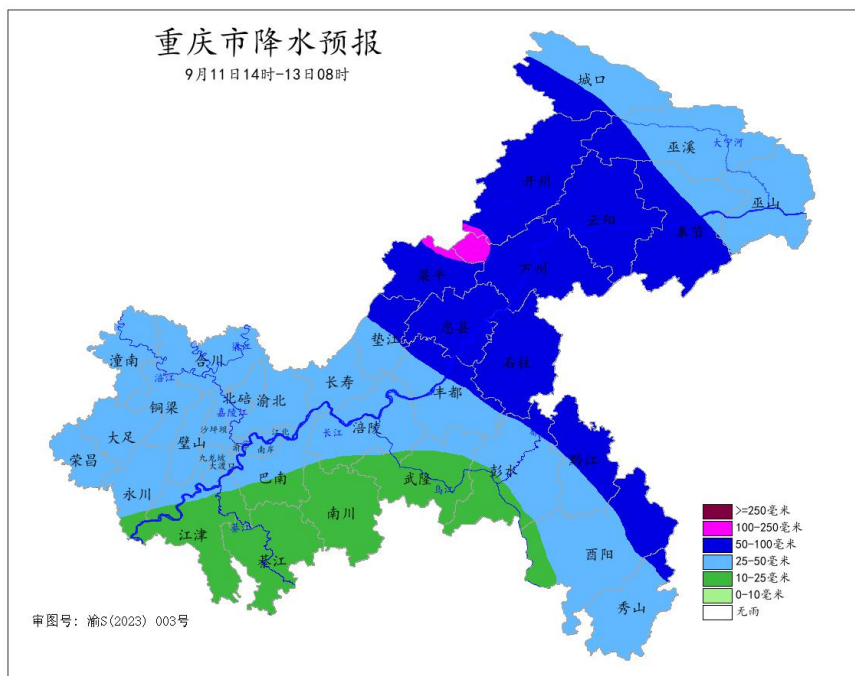 重庆市降水预报
9月11日14时-13日08时
城口
巫溪
大宁河
巫山
开州
云阳
奉节
万州
梁平
忠县
石柱
垫江
潼南
合川
涪江
渝北
北碚
长寿
丰都
铜梁
嘉陵江
大足
璧山
沙坪坝
江北
长江
涪陵
荣昌
九龙坡
南岸
大渡口
巴南
武隆
乌江
彭水
黔江
永川
南川
江津
綦江
綦江
酉阳
秀山
>=250毫米
100-250毫米
50-100毫米
25-50毫米
10-25毫米
0-10毫米
无雨
审图号: 渝S(2023) 003号